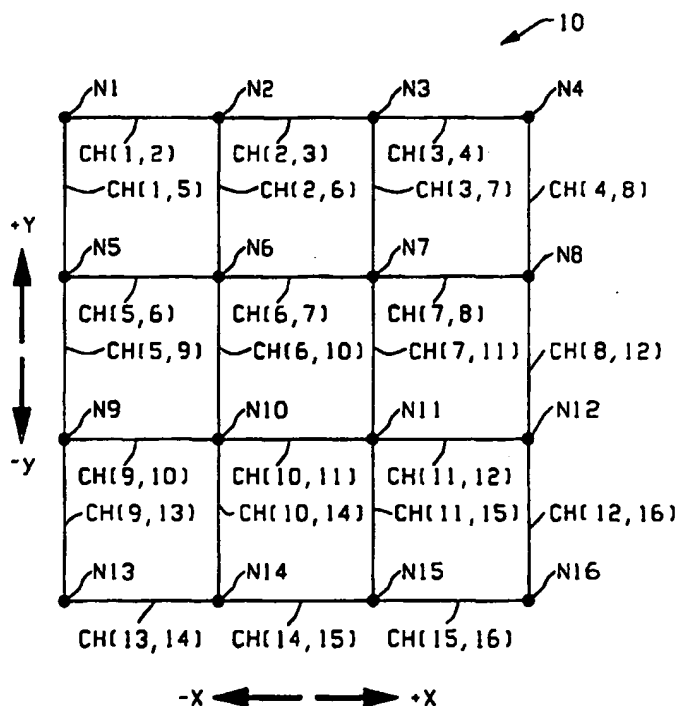 10
N1 N2 N3 N4
CH(1,2) CH(2,3) CH(3,4)
CH(1,5) CH(2,6) CH(3,7) CH(4,8)
+Y
N5 N6 N7 N8
CH(5,6) CH(6,7) CH(7,8)
CH(5,9) CH(6,10) CH(7,11) CH(8,12)
N9 N10 N11 N12
-y
CH(9,10) CH(10,11) CH(11,12)
CH(9,13) CH(10,14) CH(11,15) CH(12,16)
N13 N14 N15 N16
CH(13,14) CH(14,15) CH(15,16)
-X +X